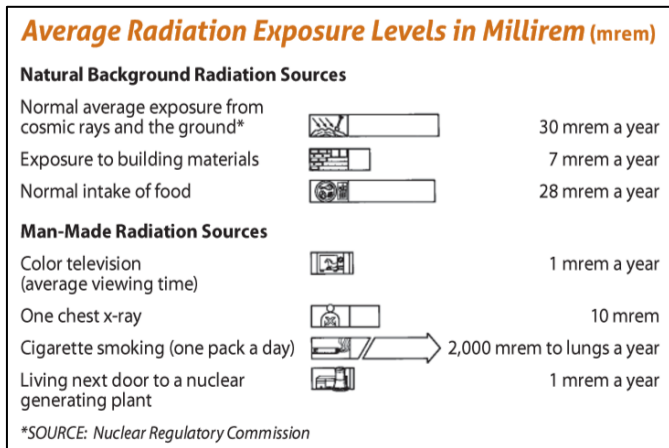 Average Radiation Exposure Levels in Millirem (mrem)
Natural Background Radiation Sources
Normal average exposure from
cosmic rays and the ground* 30 mrem a year
Exposure to building materials 7 mrem a year
Normal intake of food 28 mrem a year
Man-Made Radiation Sources
Color television
(average viewing time) 1 mrem a year
One chest x-ray 10 mrem
Cigarette smoking (one pack a day) 2,000 mrem to lungs a year
Living next door to a nuclear 1 mrem a year
generating plant
*SOURCE: Nuclear Regulatory Commission